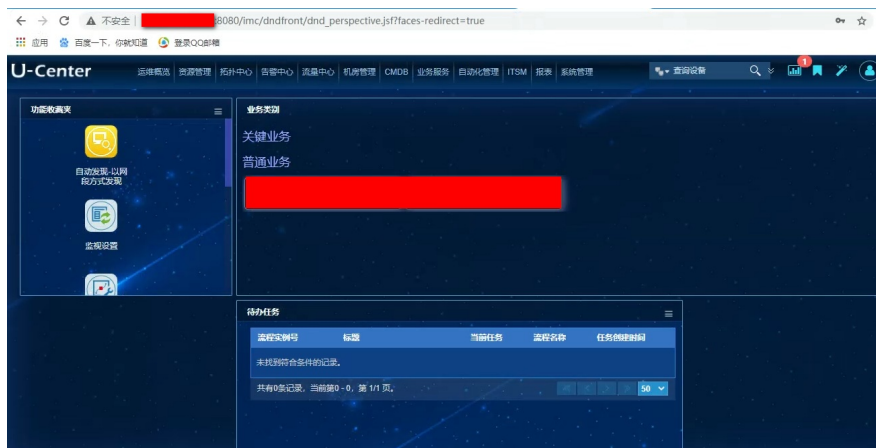 不安全
8080/imc/dndfront/dnd_perspective.jsf?faces-redirect=true
应用 百度一下，你就知道 登录QQ邮箱
U-Center 运维概览 资源管理 拓扑中心 告警中心 流量中心 机房管理 CMDB 业务服务 自动化管理 ITSM 报表 系统管理 查询设备 1
功能收藏夹
自动发现-以网
段方式发现
监视设置
业务类别
关键业务
普通业务
待办任务
流程实例号 标题 当前任务 流程名称 任务创建时间
未找到符合条件的记录。
共有0条记录，当前第0 - 0，第 1/1 页。 50